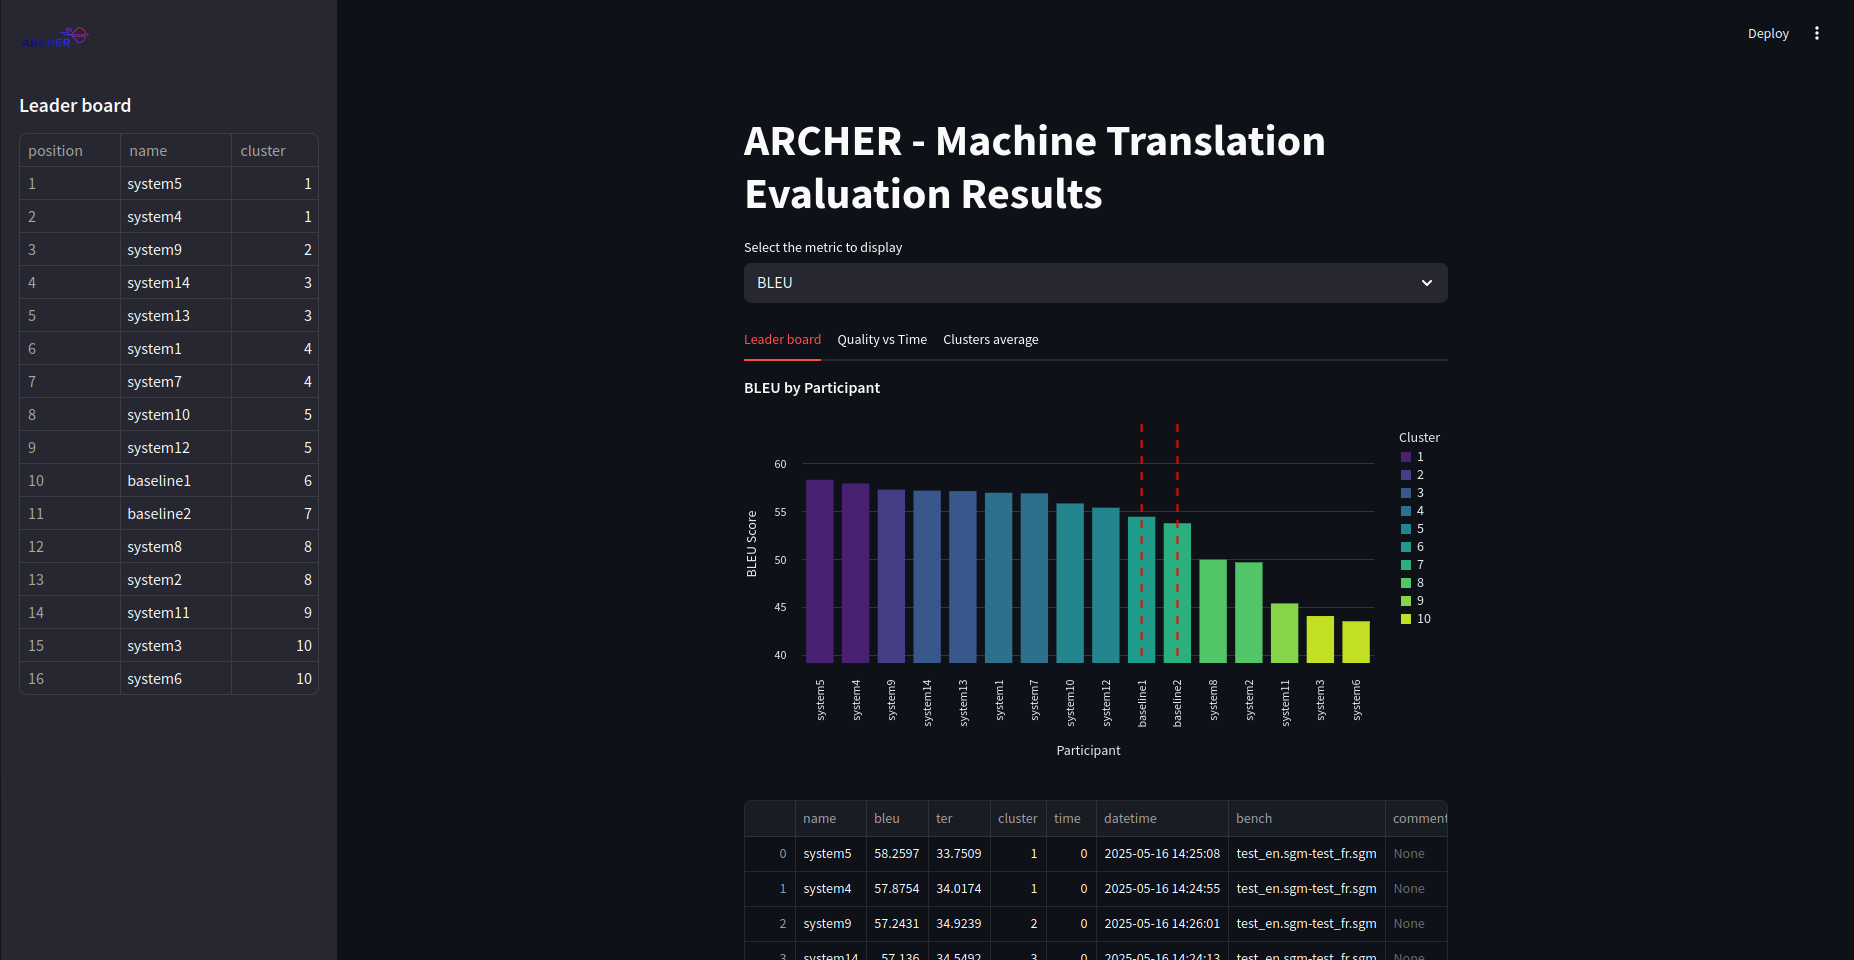 ARCHER
Leader board
position name cluster
1 system5 1
2 system4 1
3 system9 2
4 system14 3
5 system13 3
6 system1 4
7 system7 4
8 system10 5
9 system12 5
10 baseline1 6
11 baseline2 7
12 system8 8
13 system2 8
14 system11 9
15 system3 10
16 system6 10
Deploy
ARCHER - Machine Translation
Evaluation Results
Select the metric to display
BLEU
Leader board Quality vs Time Clusters average
BLEU by Participant
BLEU Score
60
55
50
45
40
system5 system4 system9 system14 system13 system1 system7 system10 system12 baseline1 baseline2 system8 system2 system11 system3 system6
Participant
Cluster
1
2
3
4
5
6
7
8
9
10
name bleu ter cluster time datetime bench comment
0 system5 58.2597 33.7509 1 0 2025-05-16 14:25:08 test_en.sgm-test_fr.sgm None
1 system4 57.8754 34.0174 1 0 2025-05-16 14:24:55 test_en.sgm-test_fr.sgm None
2 system9 57.2431 34.9239 2 0 2025-05-16 14:26:01 test_en.sgm-test_fr.sgm None
3 system14 57.136 34.5492 3 0 2025-05-16 14:24:13 test_en.sgm-test_fr.sgm None